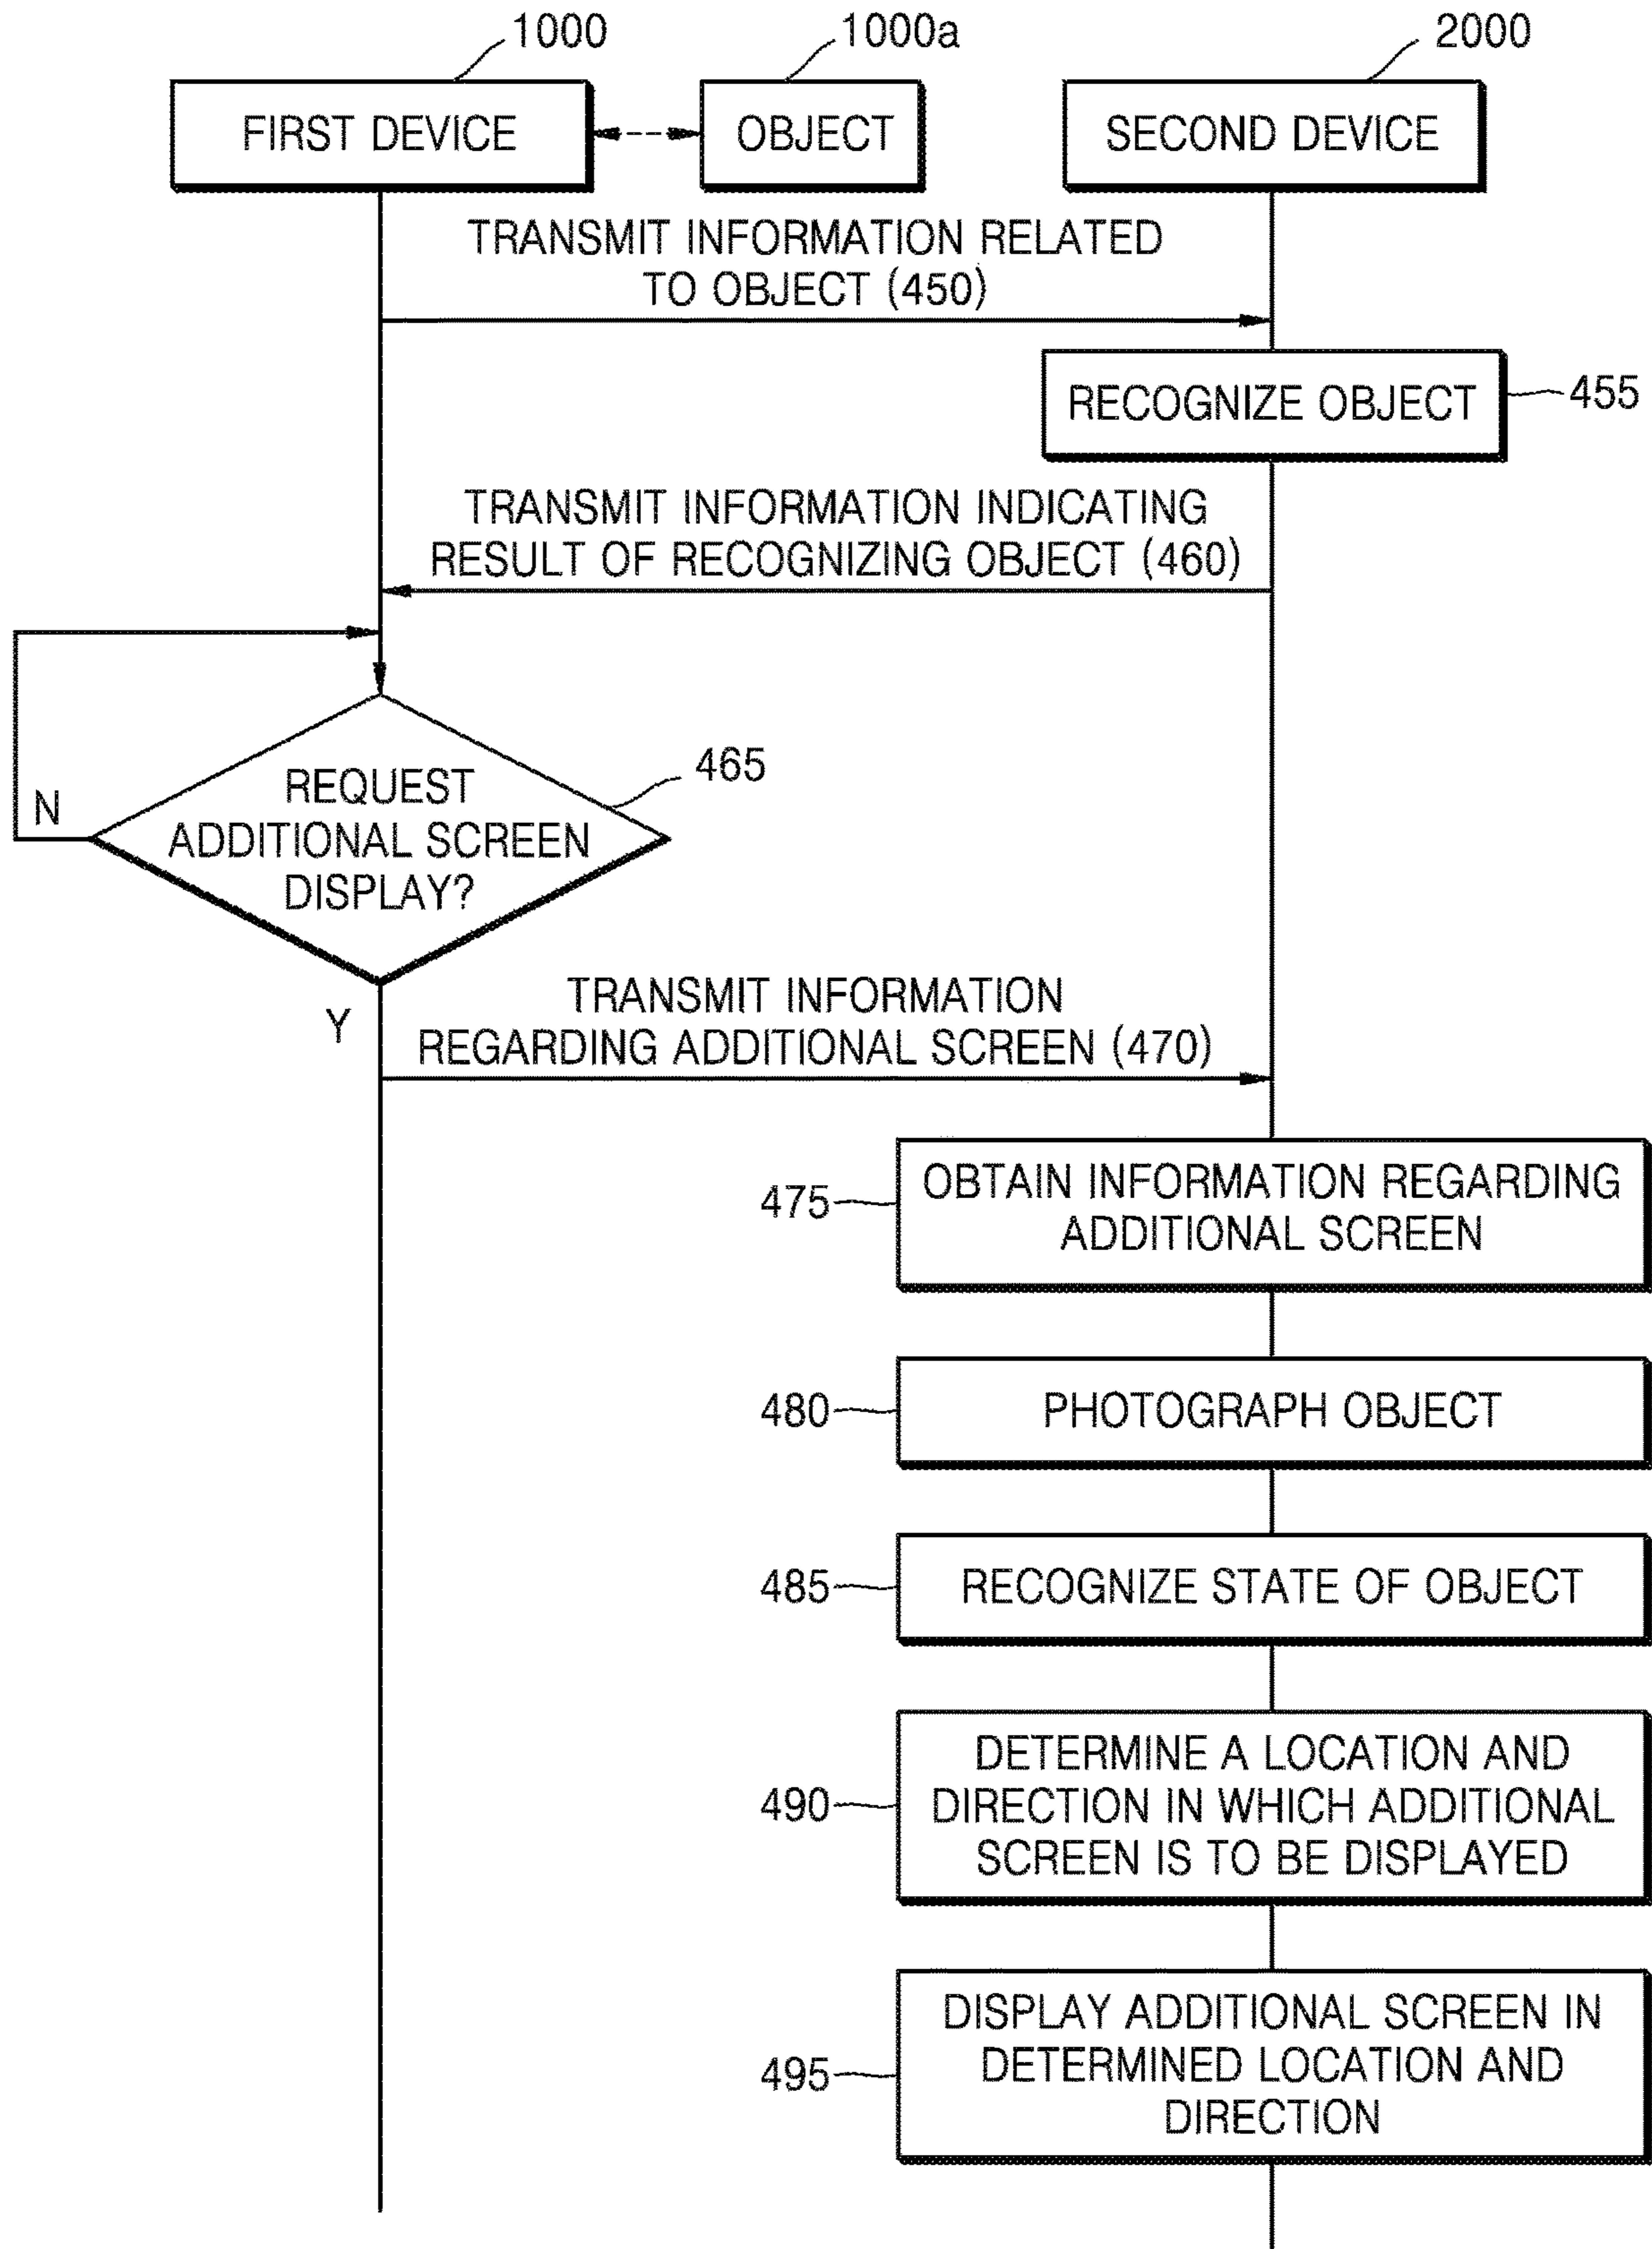 1000
1000a
2000
FIRST DEVICE
OBJECT
SECOND DEVICE
TRANSMIT INFORMATION RELATED
TO OBJECT (450)
RECOGNIZE OBJECT
455
TRANSMIT INFORMATION INDICATING
RESULT OF RECOGNIZING OBJECT (460)
465
REQUEST
ADDITIONAL SCREEN
DISPLAY?
N
Y
TRANSMIT INFORMATION
REGARDING ADDITIONAL SCREEN (470)
475
OBTAIN INFORMATION REGARDING
ADDITIONAL SCREEN
480
PHOTOGRAPH OBJECT
485
RECOGNIZE STATE OF OBJECT
490
DETERMINE A LOCATION AND
DIRECTION IN WHICH ADDITIONAL
SCREEN IS TO BE DISPLAYED
495
DISPLAY ADDITIONAL SCREEN IN
DETERMINED LOCATION AND
DIRECTION